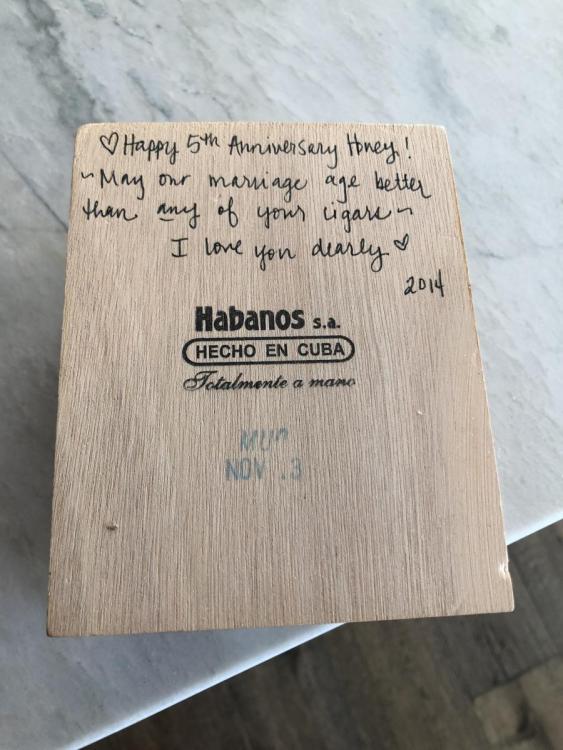 ♡ Happy 5th Anniversary Honey!
~May our marriage age better
than any of your cigars~
I love you dearly ♡
2014
Habanos s.a.
HECHO EN CUBA
Totalmente a mano
NOV .3